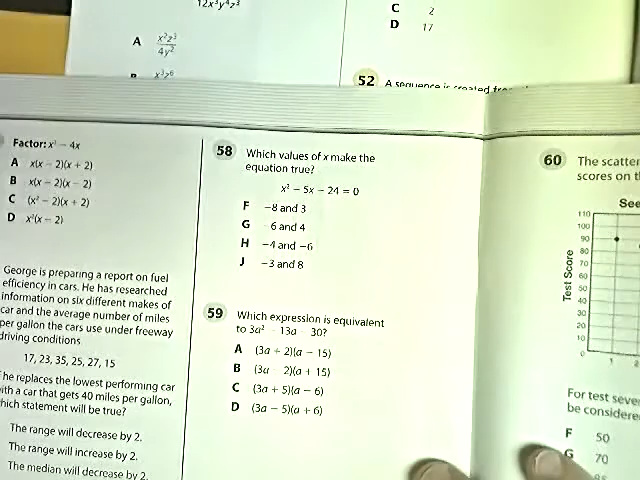 12x³y⁴z³
A x²z³/4y²
C 2
D 17
52 A sequence is created
Factor: x³ − 4x
A x(x − 2)(x + 2)
B x(x − 2)(x − 2)
C (x² − 2)(x + 2)
D x²(x − 2)
George is preparing a report on fuel
efficiency in cars. He has researched
information on six different makes of
car and the average number of miles
per gallon the cars use under freeway
driving conditions
17, 23, 35, 25, 27, 15
he replaces the lowest performing car
ith a car that gets 40 miles per gallon,
hich statement will be true?
The range will decrease by 2.
The range will increase by 2.
The median will decrease by 2.
58 Which values of x make the
equation true?
x² − 5x − 24 = 0
F −8 and 3
G 6 and 4
H −4 and −6
J −3 and 8
59 Which expression is equivalent
to 3a² 13a 30?
A (3a + 2)(a − 15)
B (3a 2)(a + 15)
C (3a + 5)(a − 6)
D (3a − 5)(a + 6)
60 The scatter
scores on t
See
Test Score
110
100
90
80
70
60
50
40
30
20
10
0
1 2
For test seve
be considere
F 50
G 70